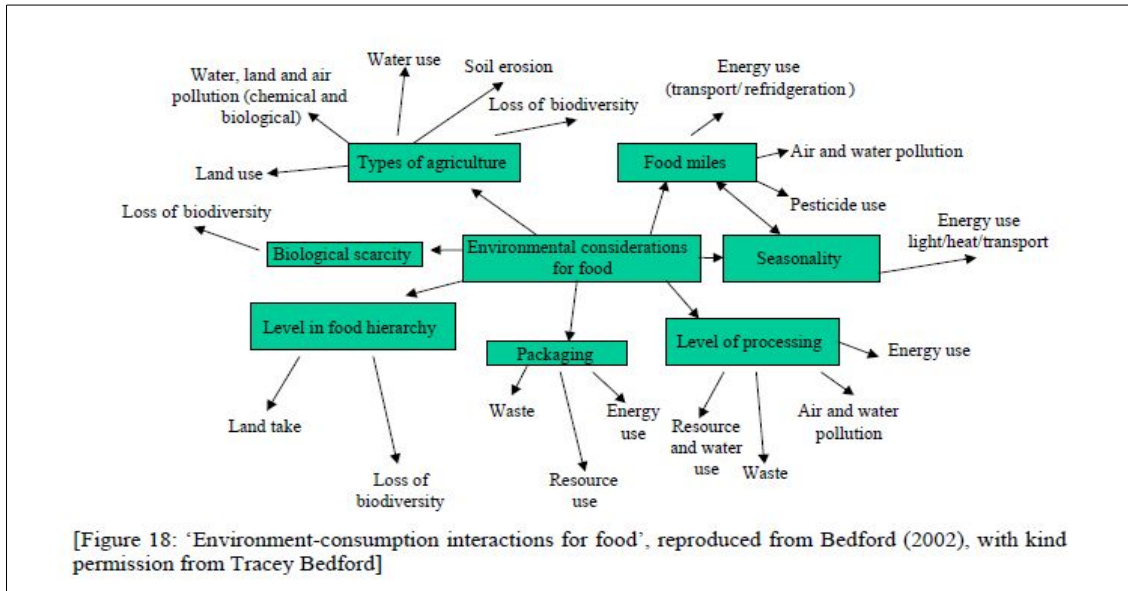 Water use
Soil erosion
Water, land and air
pollution (chemical and
biological)
Loss of biodiversity
Types of agriculture
Land use
Energy use
(transport/ refridgeration )
Food miles
Air and water pollution
Pesticide use
Loss of biodiversity
Biological scarcity
Environmental considerations
for food
Seasonality
Energy use
light/heat/transport
Level in food hierarchy
Land take
Loss of
biodiversity
Packaging
Waste
Resource
use
Energy
use
Level of processing
Energy use
Air and water
pollution
Resource
and water
use
Waste
[Figure 18: ‘Environment-consumption interactions for food’, reproduced from Bedford (2002), with kind
permission from Tracey Bedford]